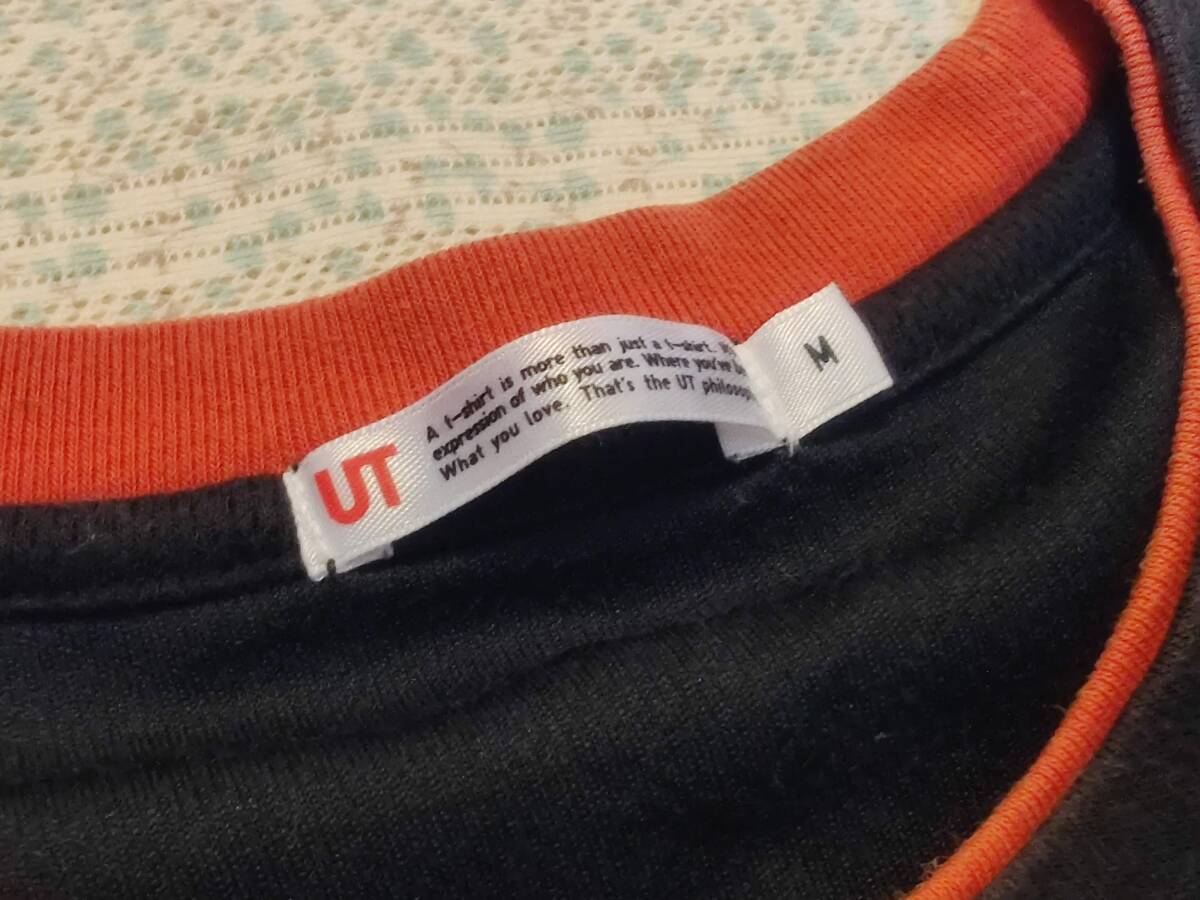 UT
A t-shirt is more than just a t-shirt.
expression of who you are. Where you've
What you love. That's the UT
M